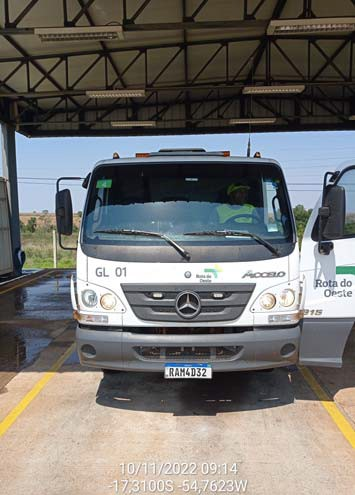 Rota do
Oeste
ACCELO
GL 01
Rota do
Oeste
815
RAM4D32
10/11/2022 09:14
-17,3100S -54,7623W